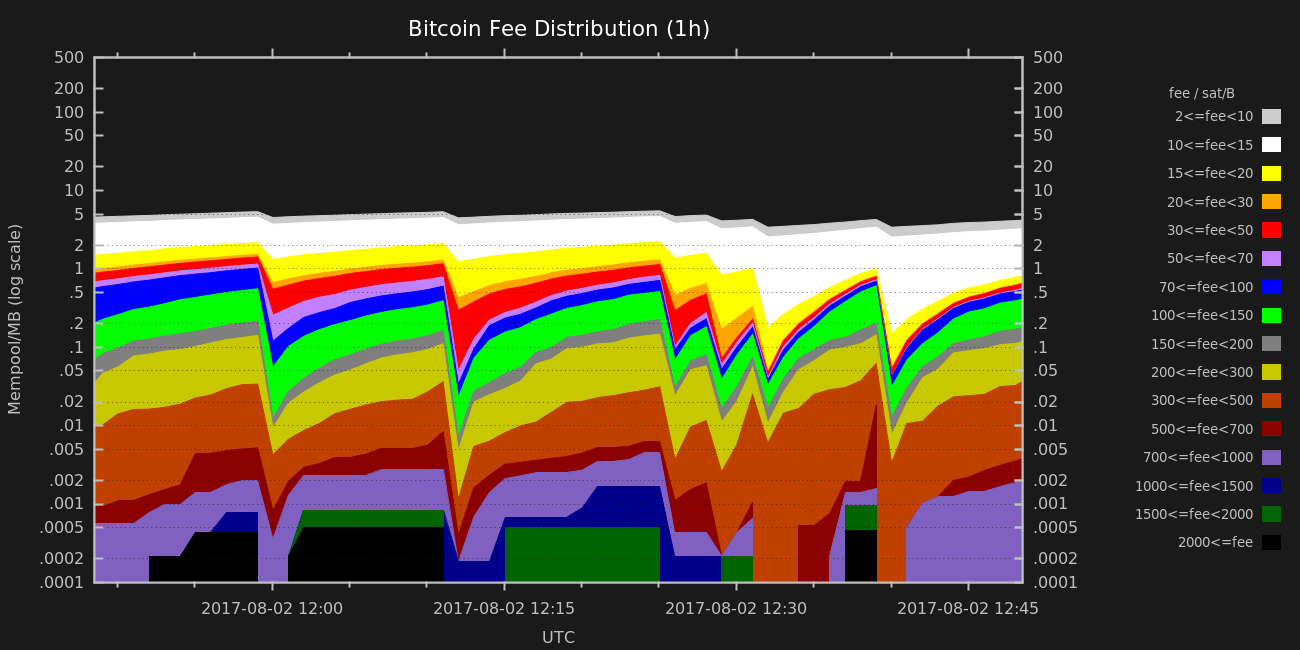 Bitcoin Fee Distribution (1h)
Mempool/MB (log scale)
500
200
100
50
20
10
5
2
1
.5
.2
.1
.05
.02
.01
.005
.002
.001
.0005
.0002
.0001
500
200
100
50
20
10
5
2
1
.5
.2
.1
.05
.02
.01
.005
.002
.001
.0005
.0002
.0001
fee / sat/B
2<=fee<10
10<=fee<15
15<=fee<20
20<=fee<30
30<=fee<50
50<=fee<70
70<=fee<100
100<=fee<150
150<=fee<200
200<=fee<300
300<=fee<500
500<=fee<700
700<=fee<1000
1000<=fee<1500
1500<=fee<2000
2000<=fee
2017-08-02 12:00 2017-08-02 12:15 2017-08-02 12:30 2017-08-02 12:45
UTC